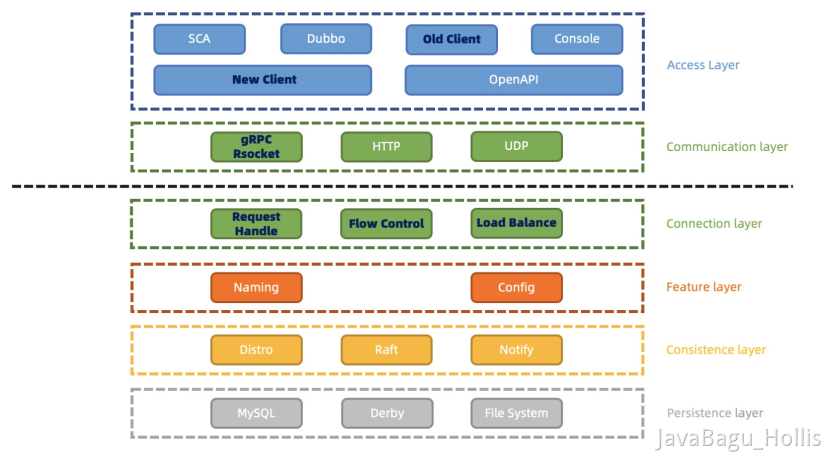 SCA
Dubbo
Old Client
Console
New Client
OpenAPI
Access Layer
gRPC
Rsocket
HTTP
UDP
Communication layer
Request
Handle
Flow Control
Load Balance
Connection layer
Naming
Config
Feature layer
Distro
Raft
Notify
Consistence layer
MySQL
Derby
File System
Persistence layer
JavaBagu_Hollis